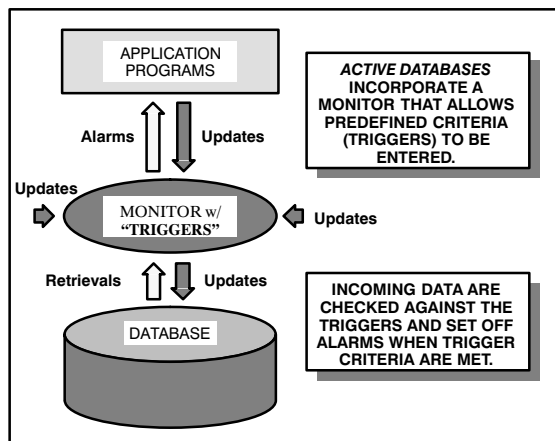 APPLICATION
PROGRAMS
Alarms
Updates
Updates
MONITOR w/
“TRIGGERS”
Updates
Retrievals
Updates
DATABASE
ACTIVE DATABASES
INCORPORATE A
MONITOR THAT ALLOWS
PREDEFINED CRITERIA
(TRIGGERS) TO BE
ENTERED.
INCOMING DATA ARE
CHECKED AGAINST THE
TRIGGERS AND SET OFF
ALARMS WHEN TRIGGER
CRITERIA ARE MET.